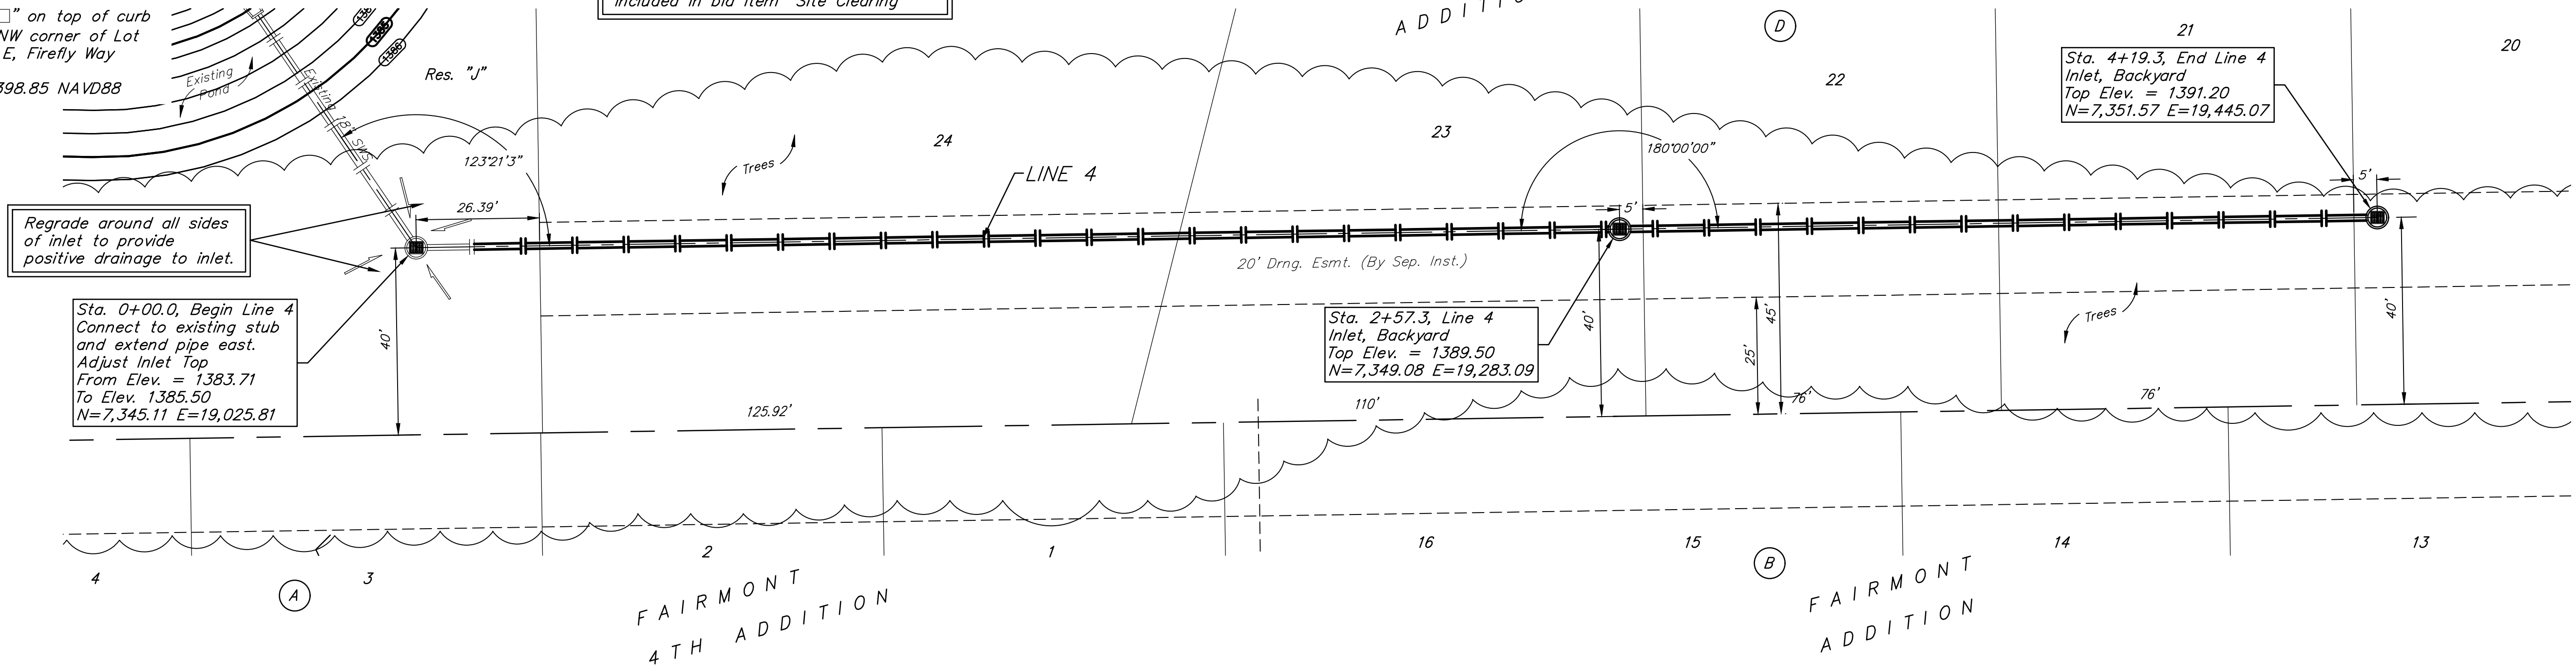 " on top of curb
NW corner of Lot
E, Firefly Way
398.85 NAVD88
included in bid item "Site Clearing"
1385
1386
Existing
Pond
Existing 18" SWS
Res. "J"
123°21'3"
26.39'
Trees
24
LINE 4
23
ADDITIO
D
22
21
20
180°00'00"
5'
5'
Sta. 4+19.3, End Line 4
Inlet, Backyard
Top Elev. = 1391.20
N=7,351.57 E=19,445.07
Regrade around all sides
of inlet to provide
positive drainage to inlet.
Sta. 0+00.0, Begin Line 4
Connect to existing stub
and extend pipe east.
Adjust Inlet Top
From Elev. = 1383.71
To Elev. 1385.50
N=7,345.11 E=19,025.81
40'
20' Drng. Esmt. (By Sep. Inst.)
Sta. 2+57.3, Line 4
Inlet, Backyard
Top Elev. = 1389.50
N=7,349.08 E=19,283.09
40'
25'
45'
Trees
40'
125.92'
110'
76'
76'
4
3
2
1
16
15
14
13
A
B
FAIRMONT
4TH ADDITION
FAIRMONT
ADDITION